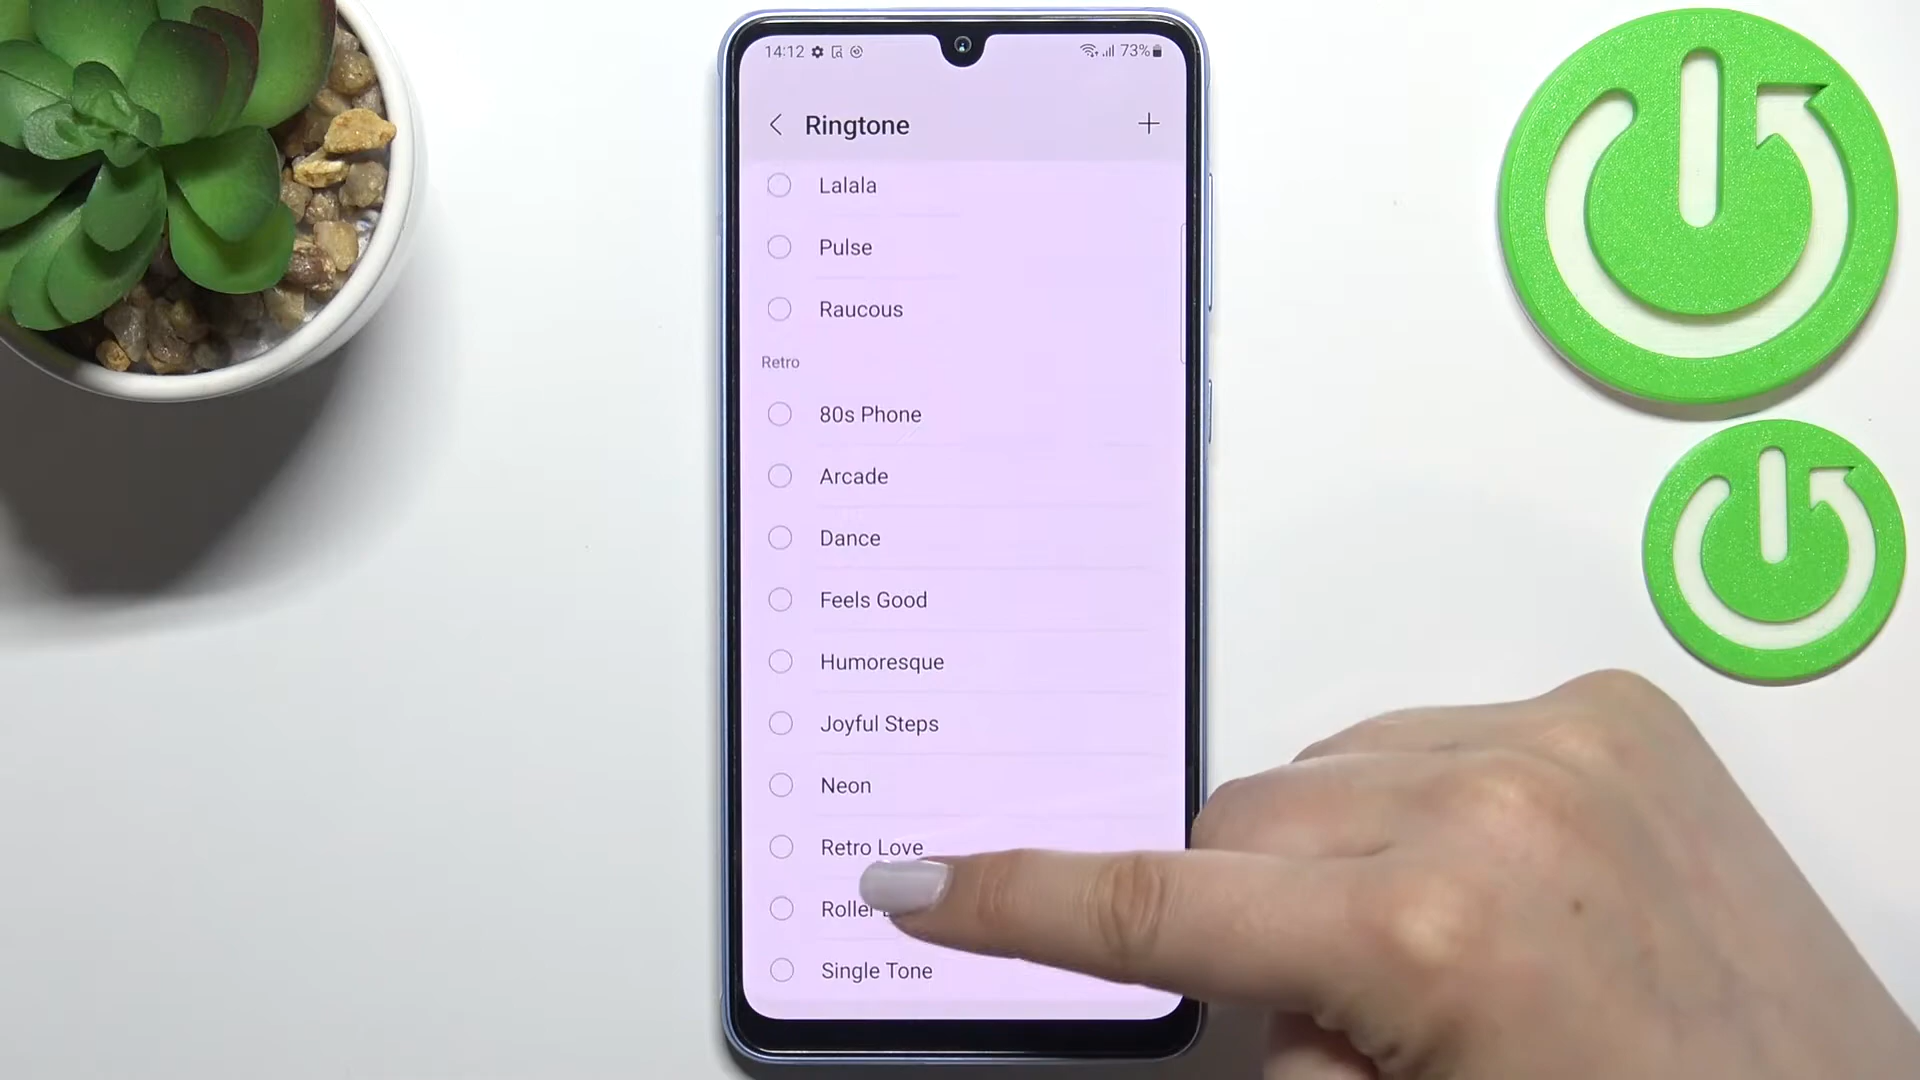 14:12 73%
Ringtone
Lalala
Pulse
Raucous
Retro
80s Phone
Arcade
Dance
Feels Good
Humoresque
Joyful Steps
Neon
Retro Love
Roller
Single Tone